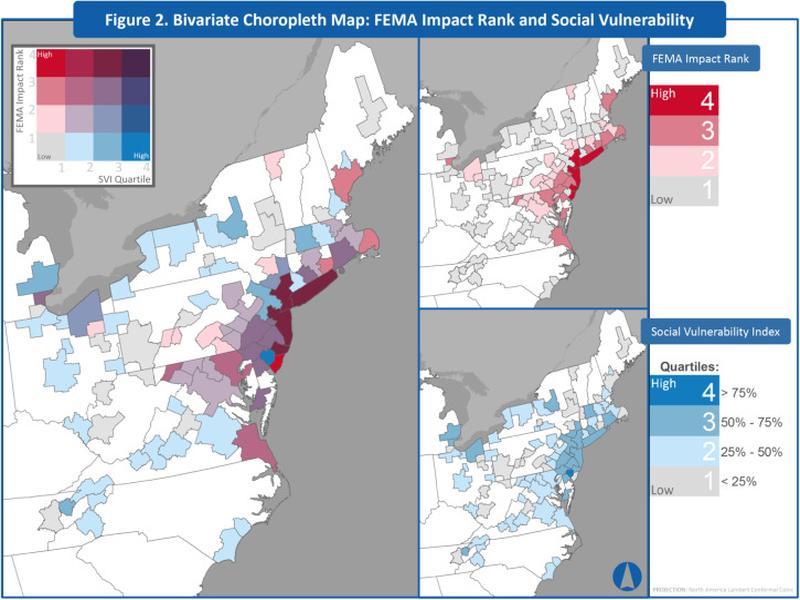 Figure 2. Bivariate Choropleth Map: FEMA Impact Rank and Social Vulnerability
FEMA Impact Rank
4
3
2
1
High
Low
High
1 2 3 4
SVI Quartile
FEMA Impact Rank
High 4
3
2
Low 1
Social Vulnerability Index
Quartiles:
High 4 > 75%
3 50% - 75%
2 25% - 50%
Low 1 < 25%
PROJECTION: North America Lambert Conformal Conic